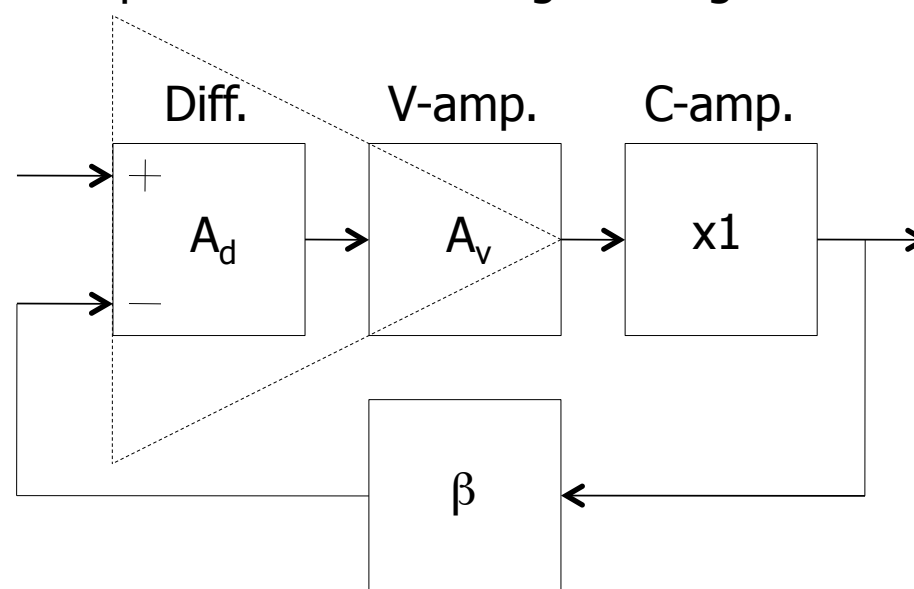 Diff. V-amp. C-amp.
+
A_d A_v x1
—
β